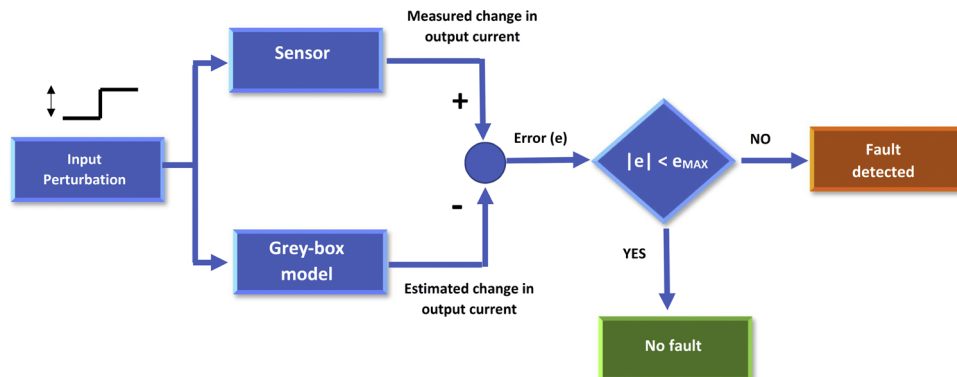 Measured change in
output current
Sensor
+
Input
Perturbation
Error (e)
|e| < eMAX
NO
Fault
detected
-
Grey-box
model
YES
Estimated change in
output current
No fault